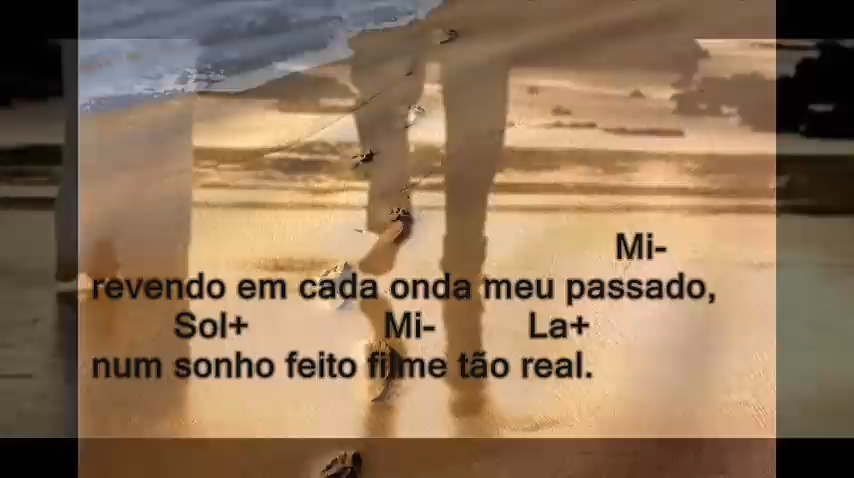 Mi-
revendo em cada onda meu passado,
Sol+ Mi- La+
num sonho feito filme tão real.